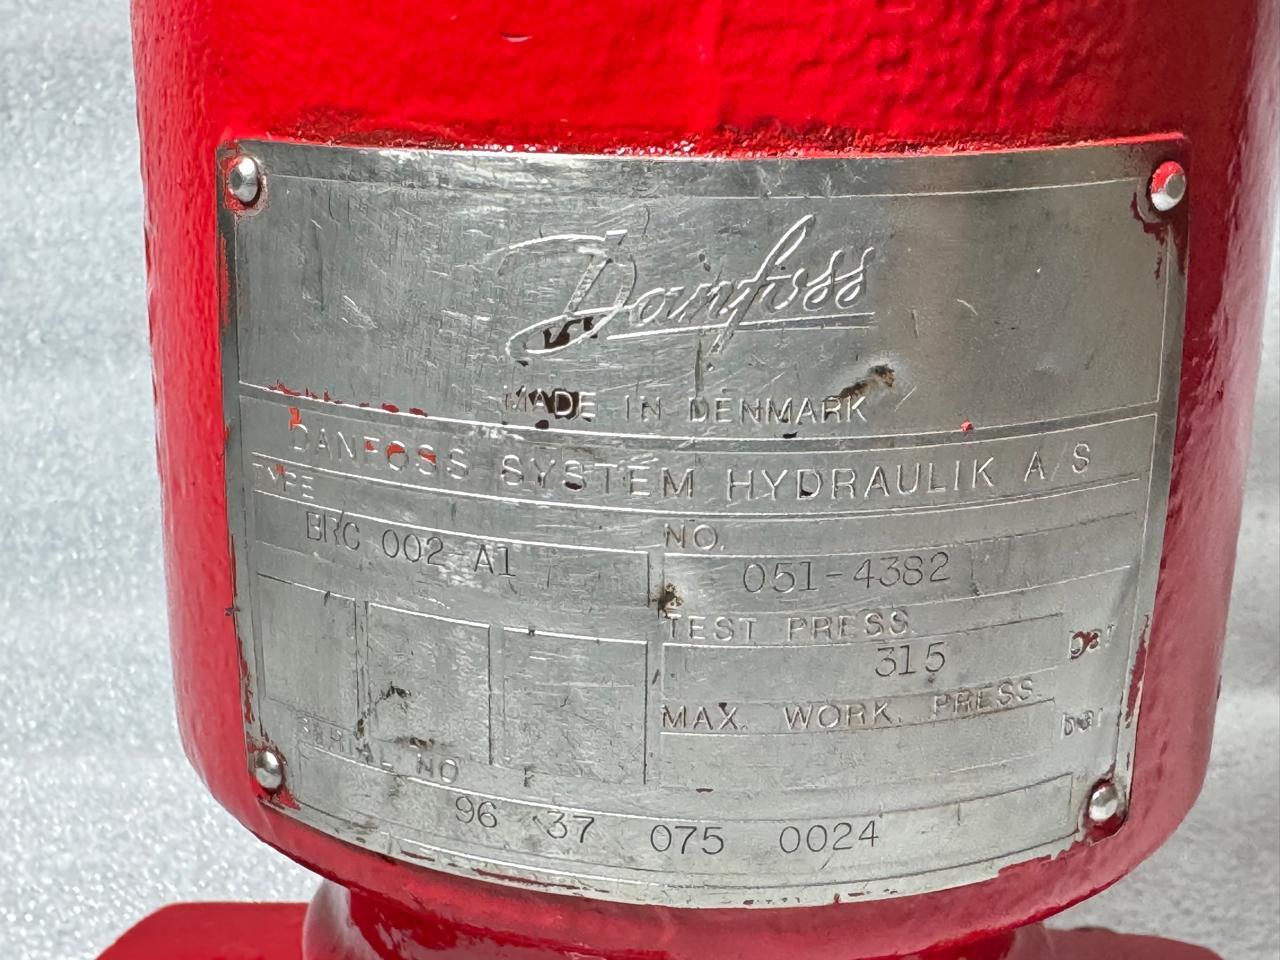 Danfoss
MADE IN DENMARK
DANFOSS SYSTEM HYDRAULIK A/S
TYPE
BRC 002-A1
NO.
051-4382
TEST PRESS.
315 bar
MAX. WORK. PRESS.
bar
SERIAL NO
96 37 075 0024